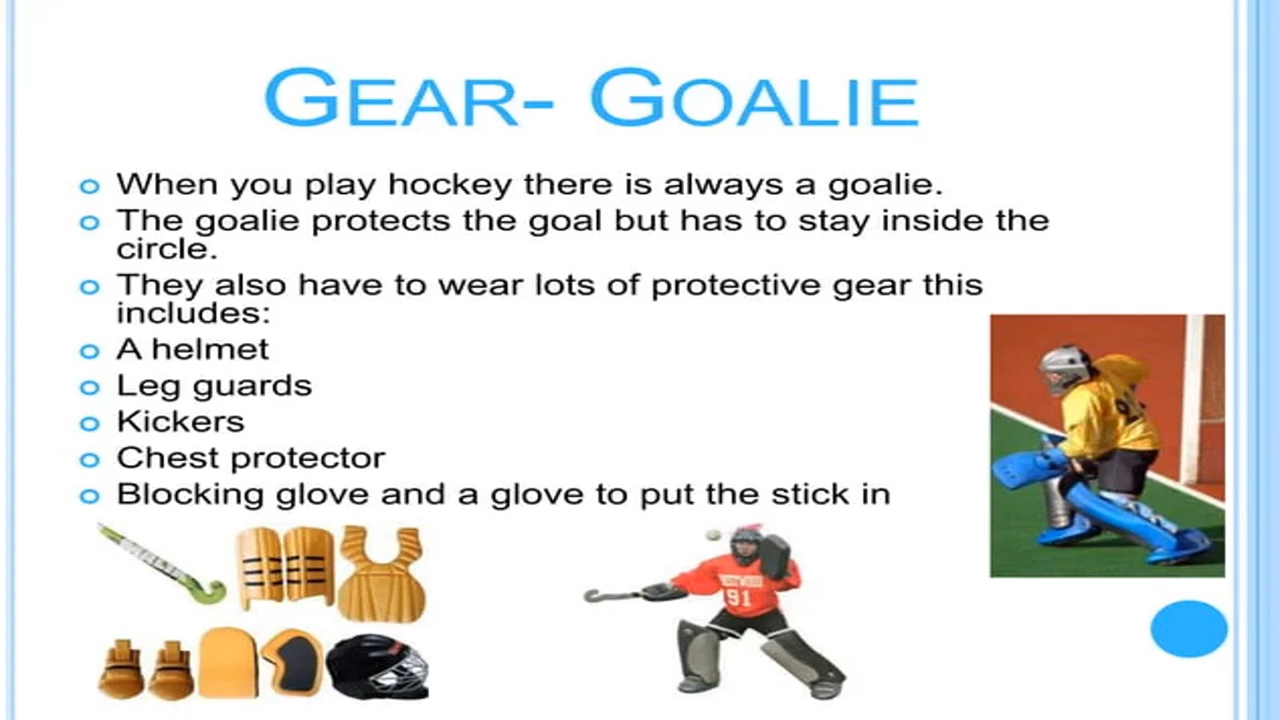 GEAR- GOALIE
When you play hockey there is always a goalie.
The goalie protects the goal but has to stay inside the
circle.
They also have to wear lots of protective gear this
includes:
A helmet
Leg guards
Kickers
Chest protector
Blocking glove and a glove to put the stick in
91